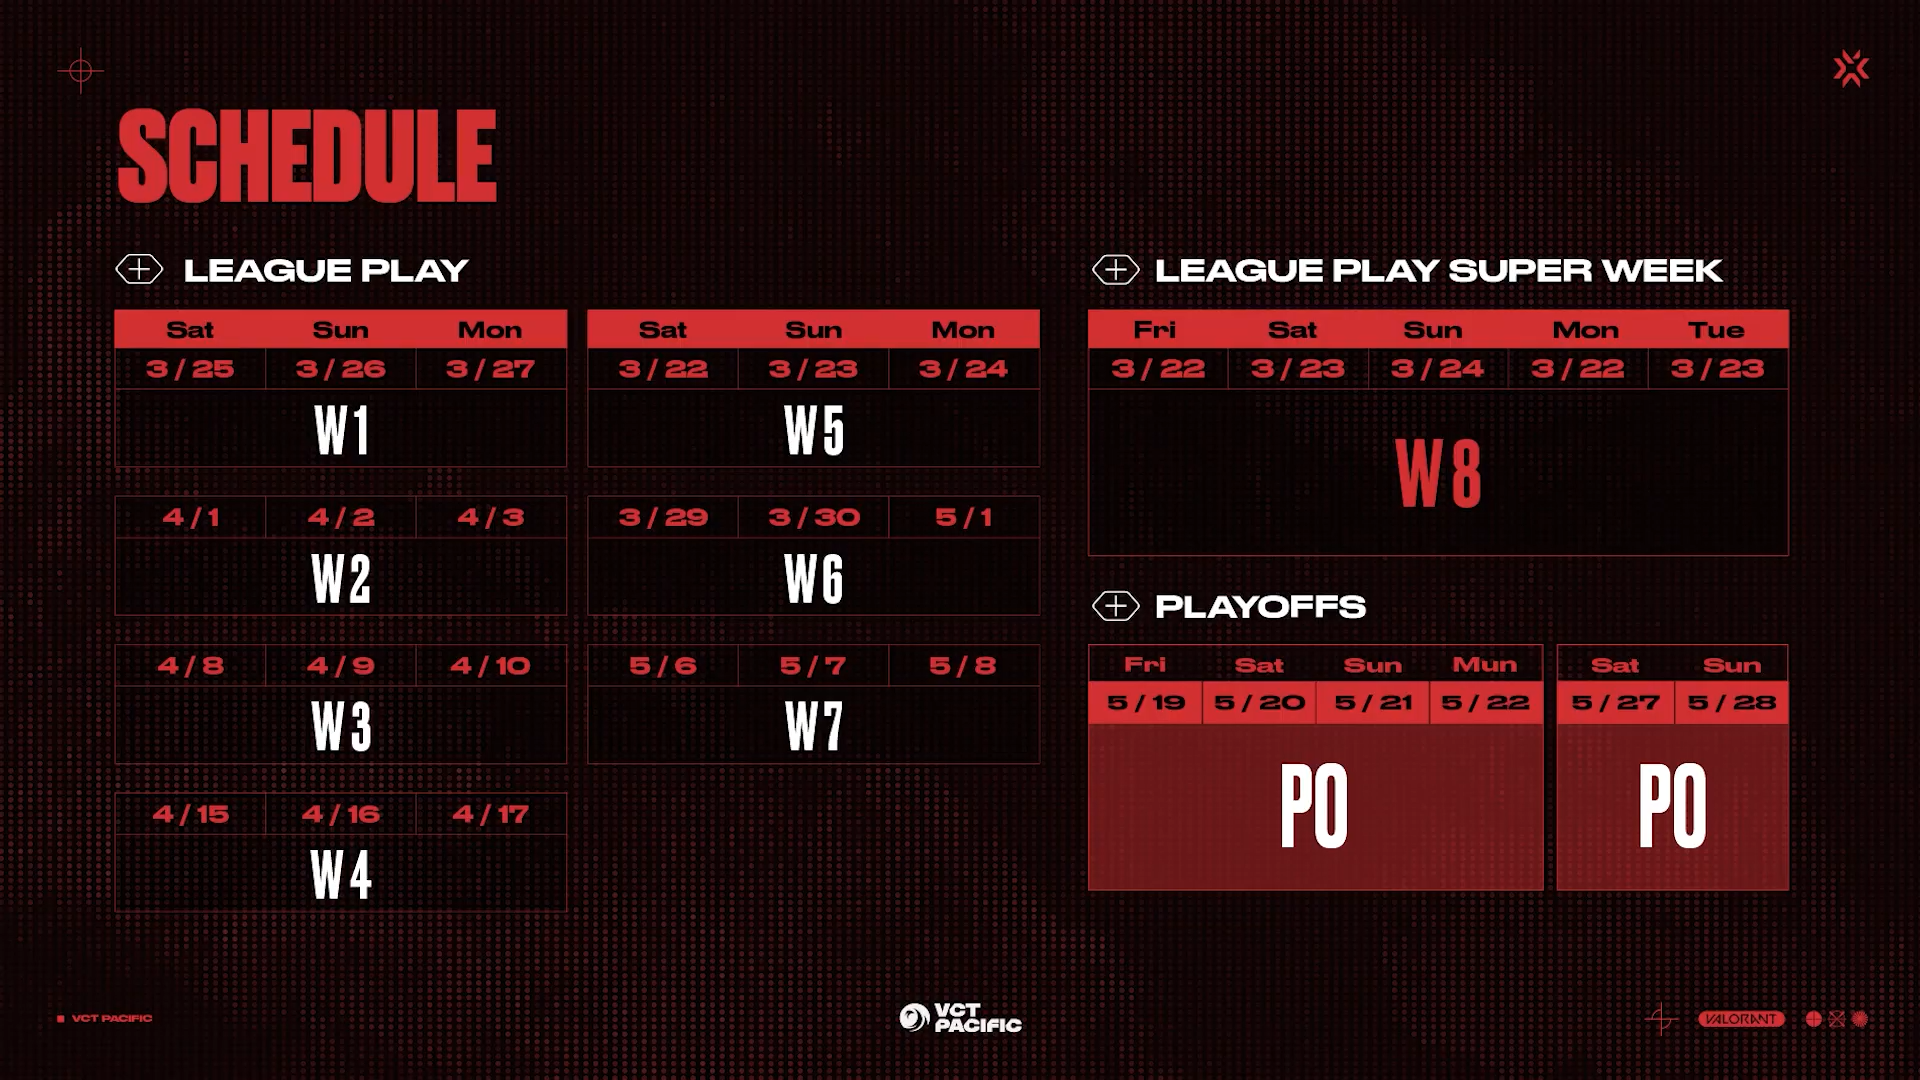 SCHEDULE
LEAGUE PLAY
Sat Sun Mon
3/25 3/26 3/27
W1
4/1 4/2 4/3
W2
4/8 4/9 4/10
W3
4/15 4/16 4/17
W4
Sat Sun Mon
3/22 3/23 3/24
W5
3/29 3/30 5/1
W6
5/6 5/7 5/8
W7
LEAGUE PLAY SUPER WEEK
Fri Sat Sun Mon Tue
3/22 3/23 3/24 3/22 3/23
W8
PLAYOFFS
Fri Sat Sun Mun
5/19 5/20 5/21 5/22
PO
Sat Sun
5/27 5/28
PO
VCT PACIFIC
VCT
PACIFIC
VALORANT